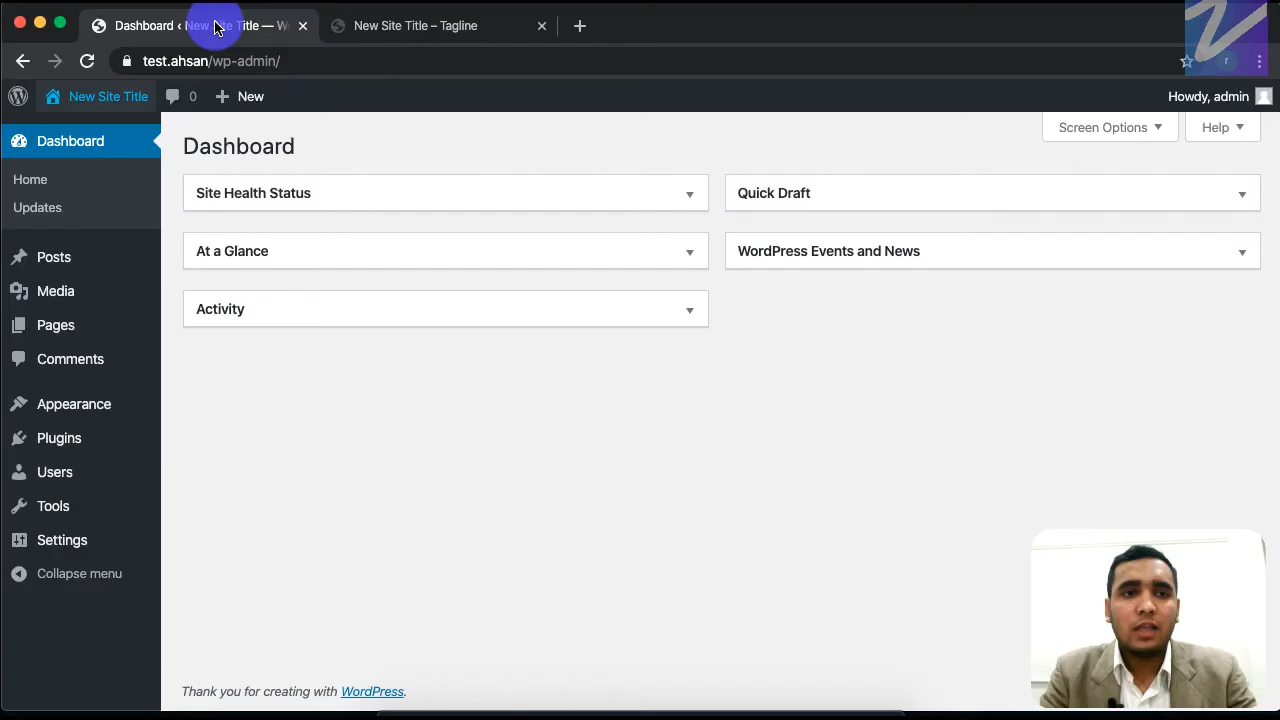 Dashboard ‹ New Site Title — W
New Site Title – Tagline
test.ahsan/wp-admin/
r
New Site Title
0
New
Howdy, admin
Dashboard
Home
Updates
Posts
Media
Pages
Comments
Appearance
Plugins
Users
Tools
Settings
Collapse menu
Screen Options
Help
Dashboard
Site Health Status
Quick Draft
At a Glance
WordPress Events and News
Activity
Thank you for creating with WordPress.